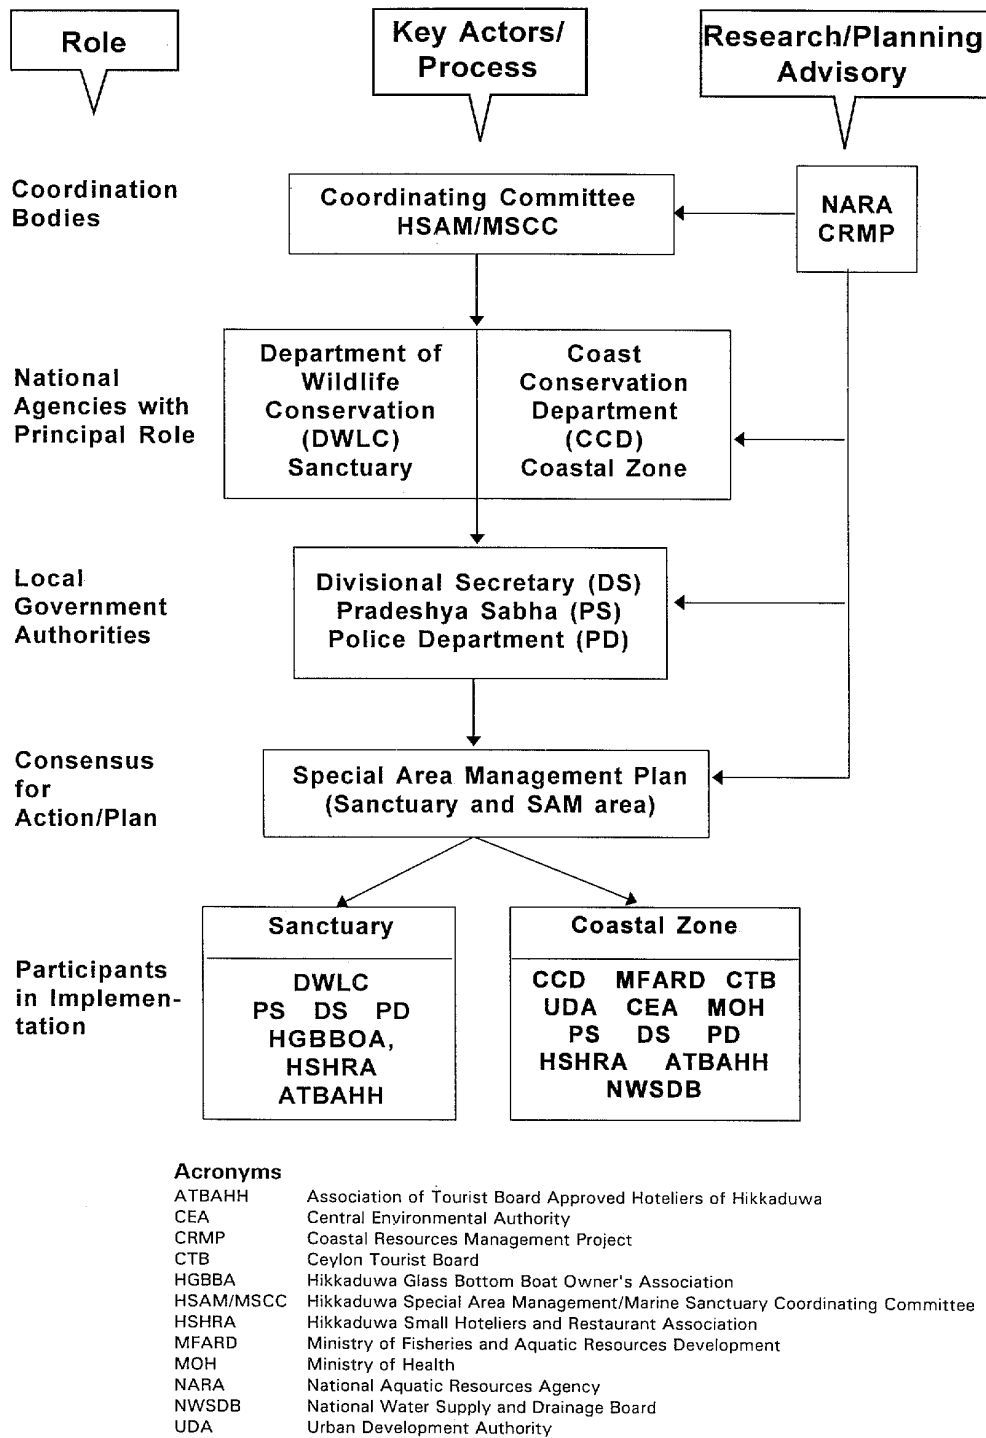 Role
Key Actors/
Process
Research/Planning
Advisory
Coordination
Bodies
Coordinating Committee
HSAM/MSCC
NARA
CRMP
National
Agencies with
Principal Role
Department of
Wildlife
Conservation
(DWLC)
Sanctuary
Coast
Conservation
Department
(CCD)
Coastal Zone
Local
Government
Authorities
Divisional Secretary (DS)
Pradeshya Sabha (PS)
Police Department (PD)
Consensus
for
Action/Plan
Special Area Management Plan
(Sanctuary and SAM area)
Participants
in Implemen-
tation
Sanctuary
DWLC
PS DS PD
HGBBOA,
HSHRA
ATBAHH
Coastal Zone
CCD MFARD CTB
UDA CEA MOH
PS DS PD
HSHRA ATBAHH
NWSDB
Acronyms
ATBAHH Association of Tourist Board Approved Hoteliers of Hikkaduwa
CEA Central Environmental Authority
CRMP Coastal Resources Management Project
CTB Ceylon Tourist Board
HGBBA Hikkaduwa Glass Bottom Boat Owner's Association
HSAM/MSCC Hikkaduwa Special Area Management/Marine Sanctuary Coordinating Committee
HSHRA Hikkaduwa Small Hoteliers and Restaurant Association
MFARD Ministry of Fisheries and Aquatic Resources Development
MOH Ministry of Health
NARA National Aquatic Resources Agency
NWSDB National Water Supply and Drainage Board
UDA Urban Development Authority